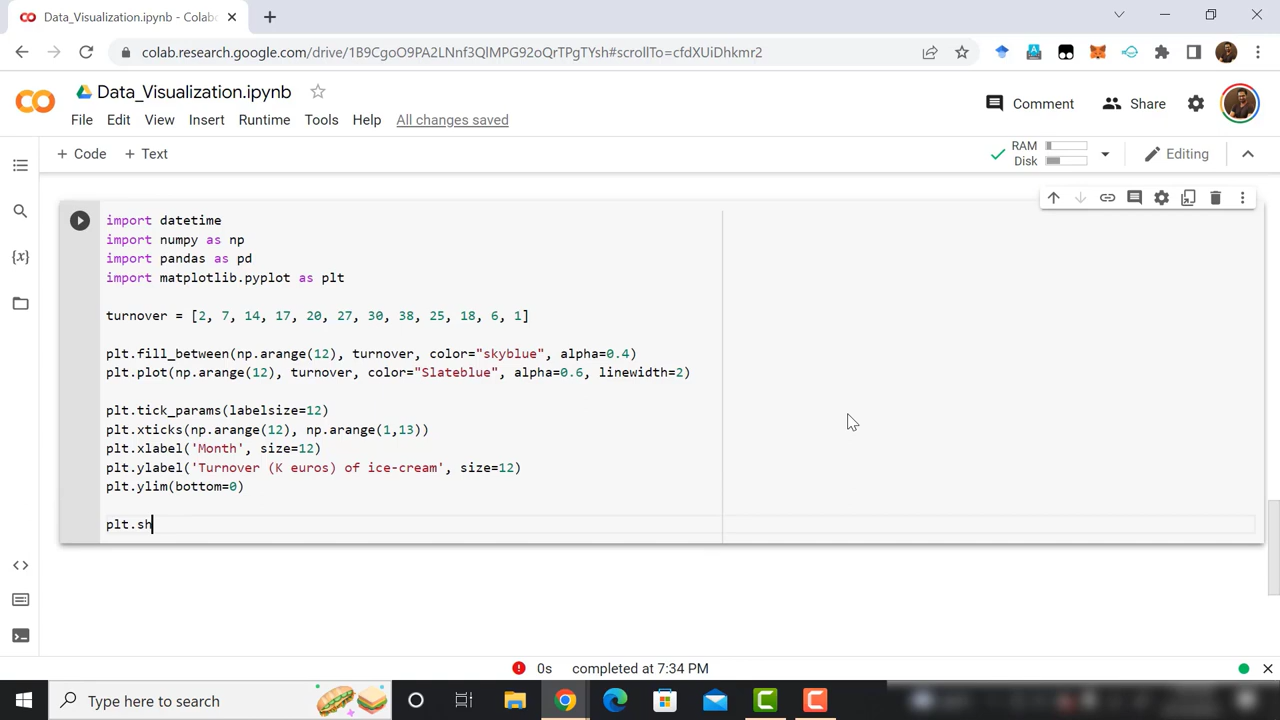 Data_Visualization.ipynb - Colab
colab.research.google.com/drive/1B9CgoO9PA2LNnf3QlMPG92oQrTPgTYsh#scrollTo=cfdXUiDhkmr2
Data_Visualization.ipynb
Comment
Share
File Edit View Insert Runtime Tools Help All changes saved
+ Code + Text
RAM
Disk
Editing
import datetime
import numpy as np
import pandas as pd
import matplotlib.pyplot as plt
turnover = [2, 7, 14, 17, 20, 27, 30, 38, 25, 18, 6, 1]
plt.fill_between(np.arange(12), turnover, color="skyblue", alpha=0.4)
plt.plot(np.arange(12), turnover, color="Slateblue", alpha=0.6, linewidth=2)
plt.tick_params(labelsize=12)
plt.xticks(np.arange(12), np.arange(1,13))
plt.xlabel('Month', size=12)
plt.ylabel('Turnover (K euros) of ice-cream', size=12)
plt.ylim(bottom=0)
plt.sh
{x}
0s completed at 7:34 PM
Type here to search